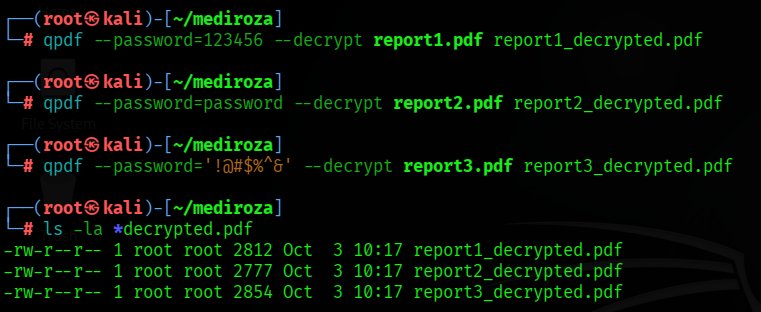 ┌──(root㉿kali)-[~/mediroza]
└─# qpdf --password=123456 --decrypt report1.pdf report1_decrypted.pdf
┌──(root㉿kali)-[~/mediroza]
└─# qpdf --password=password --decrypt report2.pdf report2_decrypted.pdf
File System
┌──(root㉿kali)-[~/mediroza]
└─# qpdf --password='!@#$%^&' --decrypt report3.pdf report3_decrypted.pdf
┌──(root㉿kali)-[~/mediroza]
└─# ls -la *decrypted.pdf
-rw-r--r-- 1 root root 2812 Oct  3 10:17 report1_decrypted.pdf
-rw-r--r-- 1 root root 2777 Oct  3 10:17 report2_decrypted.pdf
-rw-r--r-- 1 root root 2854 Oct  3 10:17 report3_decrypted.pdf